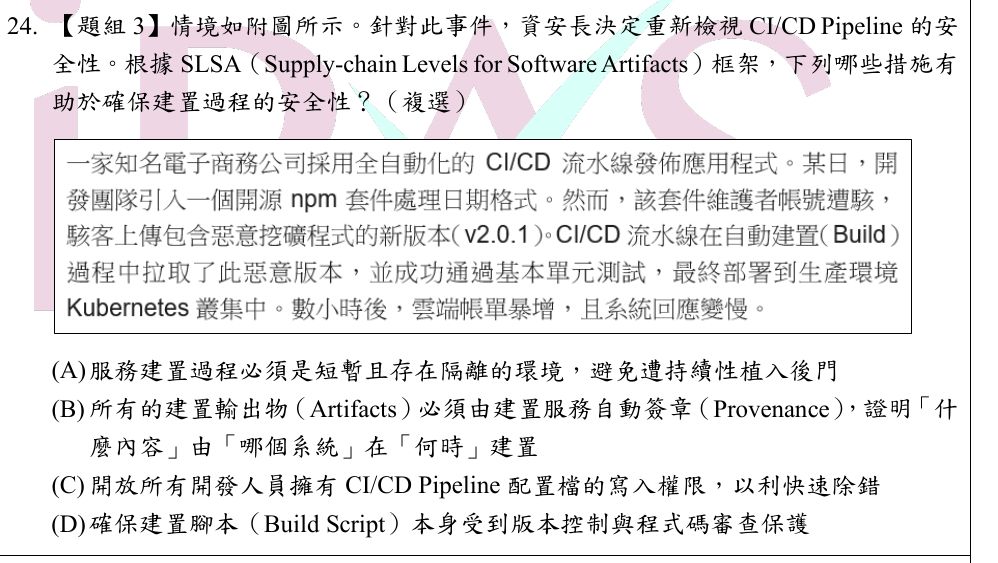 24. 【題組 3】情境如附圖所示。針對此事件，資安長決定重新檢視 CI/CD Pipeline 的安
全性。根據 SLSA（Supply-chain Levels for Software Artifacts）框架，下列哪些措施有
助於確保建置過程的安全性？（複選）
一家知名電子商務公司採用全自動化的 CI/CD 流水線發佈應用程式。某日，開
發團隊引入一個開源 npm 套件處理日期格式。然而，該套件維護者帳號遭駭，
駭客上傳包含惡意挖礦程式的新版本（v2.0.1）。CI/CD 流水線在自動建置（Build）
過程中拉取了此惡意版本，並成功通過基本單元測試，最終部署到生產環境
Kubernetes 叢集中。數小時後，雲端帳單暴增，且系統回應變慢。
(A) 服務建置過程必須是短暫且存在隔離的環境，避免遭持續性植入後門
(B) 所有的建置輸出物（Artifacts）必須由建置服務自動簽章（Provenance），證明「什
麼內容」由「哪個系統」在「何時」建置
(C) 開放所有開發人員擁有 CI/CD Pipeline 配置檔的寫入權限，以利快速除錯
(D) 確保建置腳本（Build Script）本身受到版本控制與程式碼審查保護